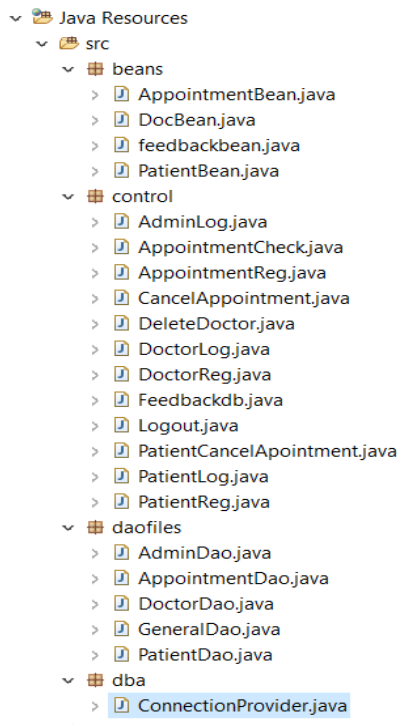 Java Resources
src
beans
AppointmentBean.java
DocBean.java
feedbackbean.java
PatientBean.java
control
AdminLog.java
AppointmentCheck.java
AppointmentReg.java
CancelAppointment.java
DeleteDoctor.java
DoctorLog.java
DoctorReg.java
Feedbackdb.java
Logout.java
PatientCancelApointment.java
PatientLog.java
PatientReg.java
daofiles
AdminDao.java
AppointmentDao.java
DoctorDao.java
GeneralDao.java
PatientDao.java
dba
ConnectionProvider.java